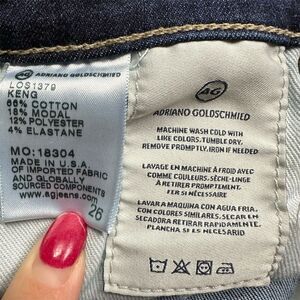 AG ADRIANO GOLDSCHMIED
LOS1379
KENG
66% COTTON
18% MODAL
12% POLYESTER
4% ELASTANE
MO: 18304
MADE IN U.S.A.
OF IMPORTED FABRIC
AND GLOBALLY
SOURCED COMPONENTS
www.agjeans.com
26
AG
ADRIANO GOLDSCHMIED
MACHINE WASH COLD WITH
LIKE COLORS. TUMBLE DRY.
REMOVE PROMPTLY. IRON IF NEEDED
LAVAGE EN MACHINE À FROID AVEC
COMME COULEURS. SÈCHE-LINGE
À RETIRER PROMPTEMENT.
FER SI NÉCESSAIRE
LAVAR A MAQUINA CON AGUA FRIA.
CON COLORES SIMILARES. SECAR EN
RETIRAR RAPIDAMENTE.
PLANCHA SI ES NECESARIO